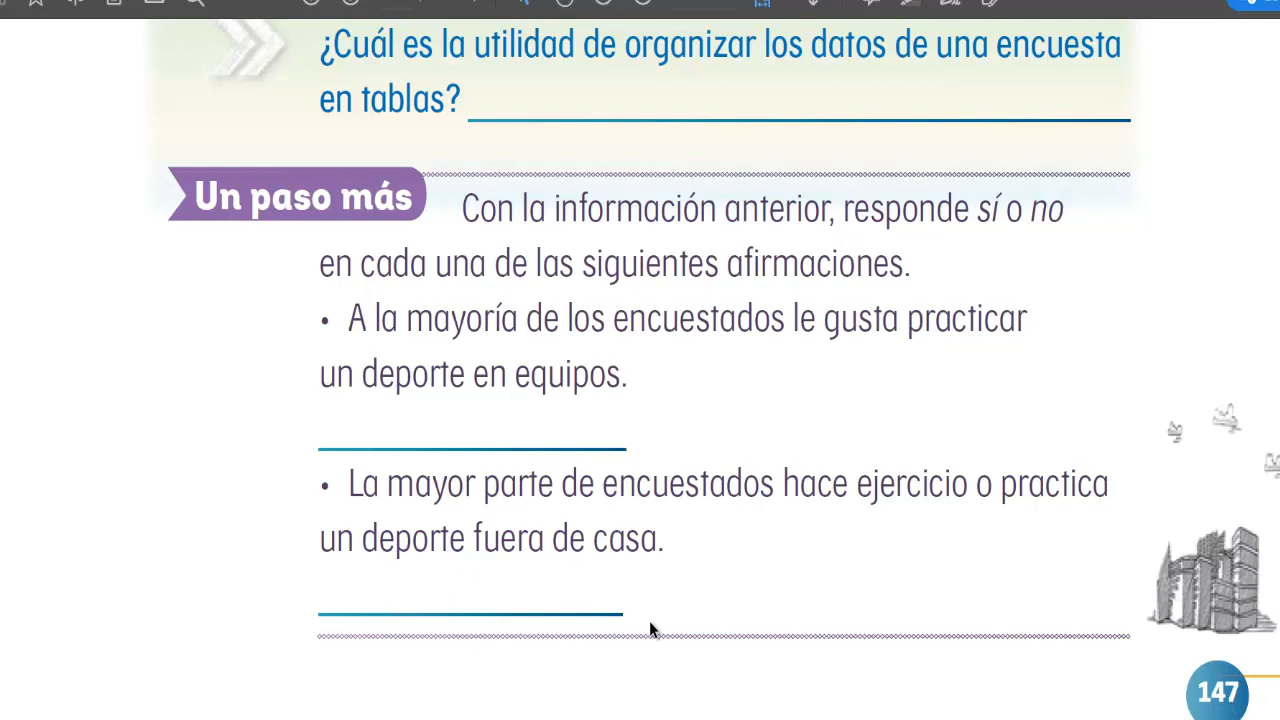 ¿Cuál es la utilidad de organizar los datos de una encuesta
en tablas?
Un paso más
Con la información anterior, responde sí o no
en cada una de las siguientes afirmaciones.
• A la mayoría de los encuestados le gusta practicar
un deporte en equipos.
• La mayor parte de encuestados hace ejercicio o practica
un deporte fuera de casa.
147